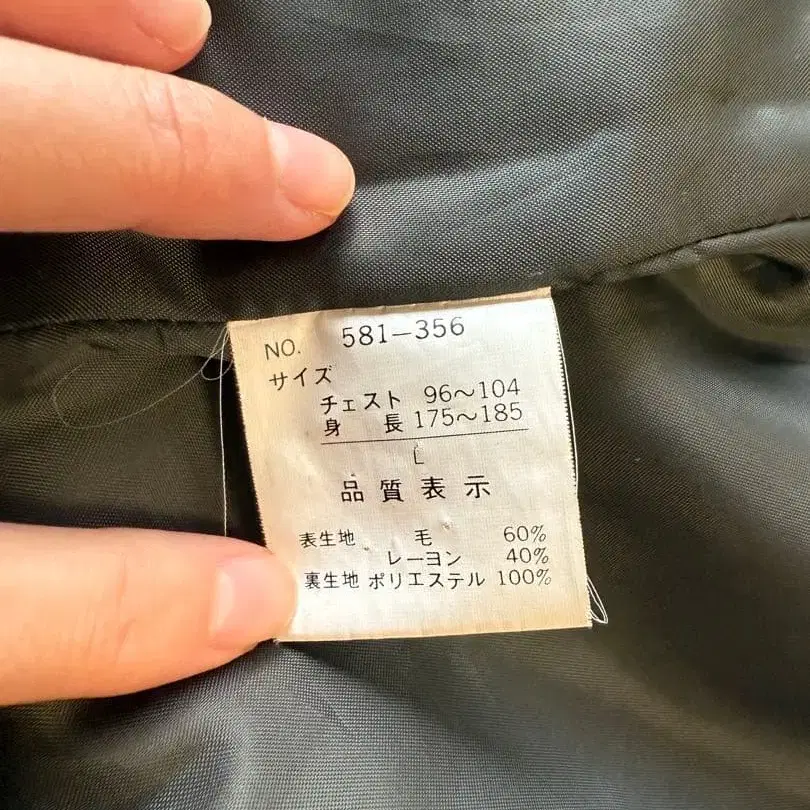 NO. 581-356
サイズ
チェスト 96～104
身長 175～185
L
品質表示
表生地 毛 60%
レーヨン 40%
裏生地 ポリエステル 100%